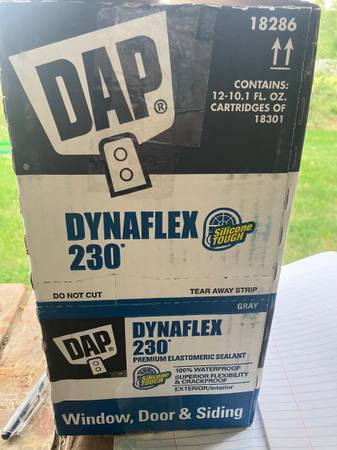 18286
DAP®
CONTAINS:
12-10.1 FL. OZ.
CARTRIDGES OF
18301
DYNAFLEX
230®
Silicone
TOUGH
DO NOT CUT
TEAR AWAY STRIP
GRAY
DAP®
DYNAFLEX
230®
PREMIUM ELASTOMERIC SEALANT
Silicone
TOUGH
100% WATERPROOF
SUPERIOR FLEXIBILITY
& CRACKPROOF
EXTERIOR/Interior
Window, Door & Siding